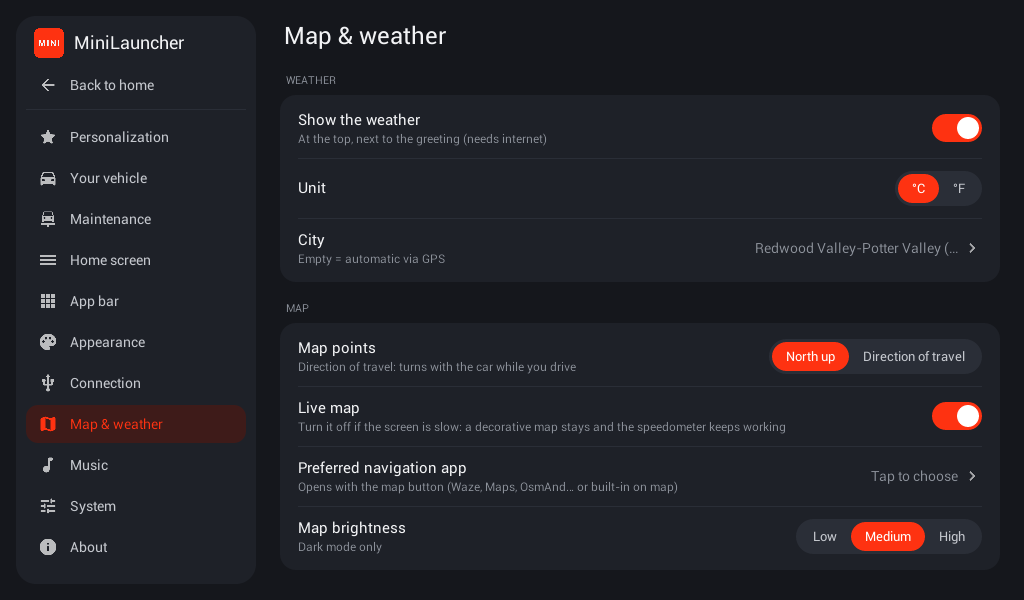 MINI MiniLauncher
Back to home
Personalization
Your vehicle
Maintenance
Home screen
App bar
Appearance
Connection
Map & weather
Music
System
About
Map & weather
WEATHER
Show the weather
At the top, next to the greeting (needs internet)
Unit
°C °F
City
Empty = automatic via GPS
Redwood Valley-Potter Valley (...
MAP
Map points
Direction of travel: turns with the car while you drive
North up Direction of travel
Live map
Turn it off if the screen is slow: a decorative map stays and the speedometer keeps working
Preferred navigation app
Opens with the map button (Waze, Maps, OsmAnd... or built-in on map)
Tap to choose
Map brightness
Dark mode only
Low Medium High